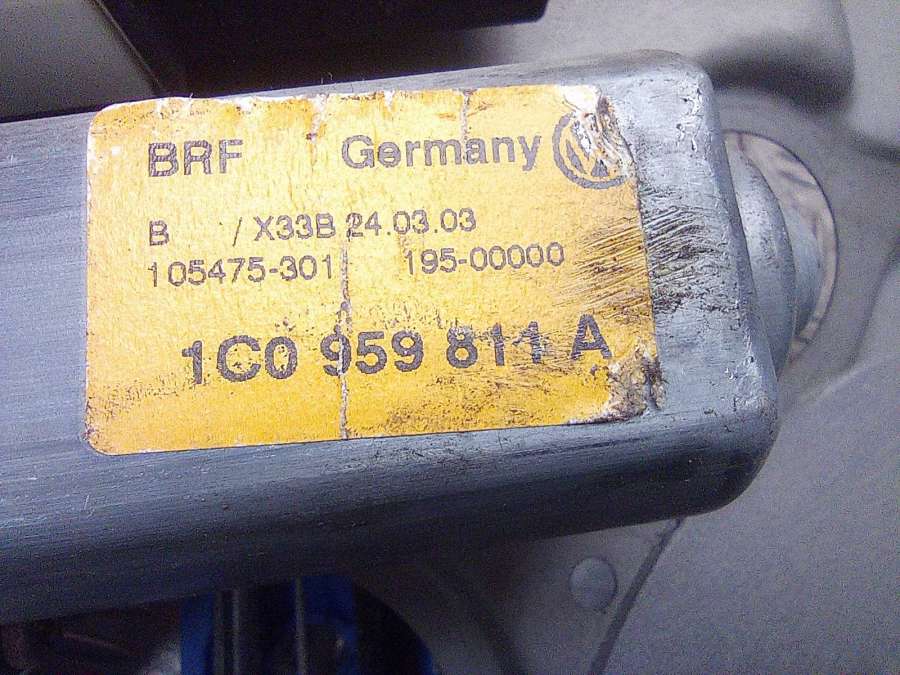 BRF Germany
B / X33B 24.03.03
105475-301 195-00000
1C0 959 811 A